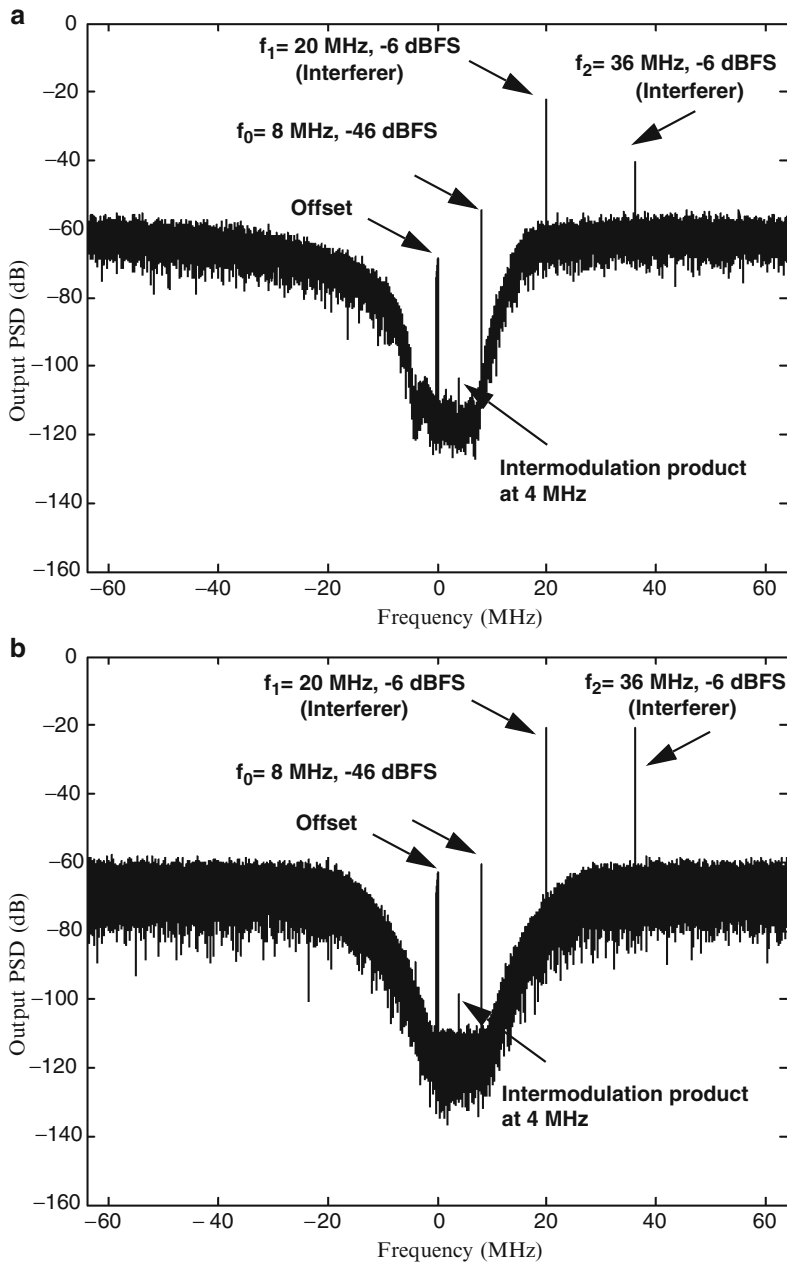 a
0
f1= 20 MHz, -6 dBFS
(Interferer)
f2= 36 MHz, -6 dBFS
(Interferer)
−20
f0= 8 MHz, -46 dBFS
−40
Offset
−60
−80
−100
−120
Intermodulation product
at 4 MHz
−140
−160
Output PSD (dB)
−60
−40
−20
0
20
40
60
Frequency (MHz)
b
0
f1= 20 MHz, -6 dBFS
(Interferer)
f2= 36 MHz, -6 dBFS
(Interferer)
−20
f0= 8 MHz, -46 dBFS
−40
Offset
−60
−80
−100
−120
Intermodulation product
at 4 MHz
−140
−160
Output PSD (dB)
−60
− 40
−20
0
20
40
60
Frequency (MHz)